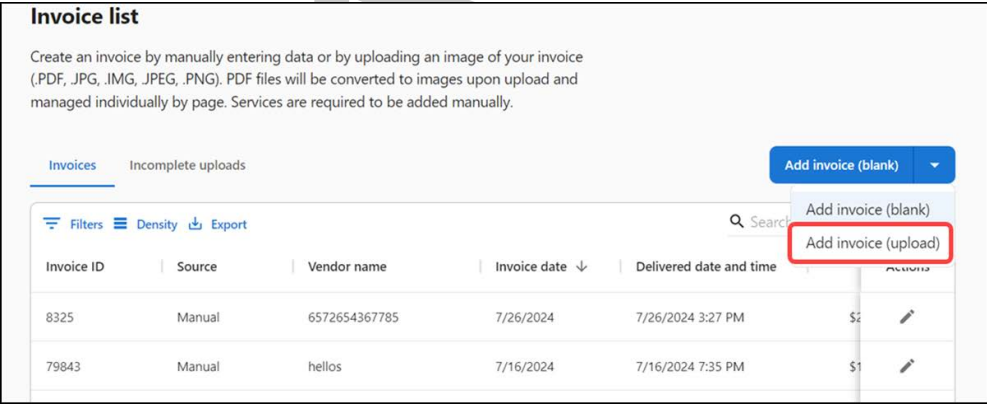 Invoice list
Create an invoice by manually entering data or by uploading an image of your invoice
(.PDF, .JPG, .IMG, .JPEG, .PNG). PDF files will be converted to images upon upload and
managed individually by page. Services are required to be added manually.
Invoices Incomplete uploads Add invoice (blank)
Add invoice (blank)
Filters Density Export Search
Add invoice (upload)
Invoice ID Source Vendor name Invoice date Delivered date and time Actions
8325 Manual 6572654367785 7/26/2024 7/26/2024 3:27 PM $2
79843 Manual hellos 7/16/2024 7/16/2024 7:35 PM $1